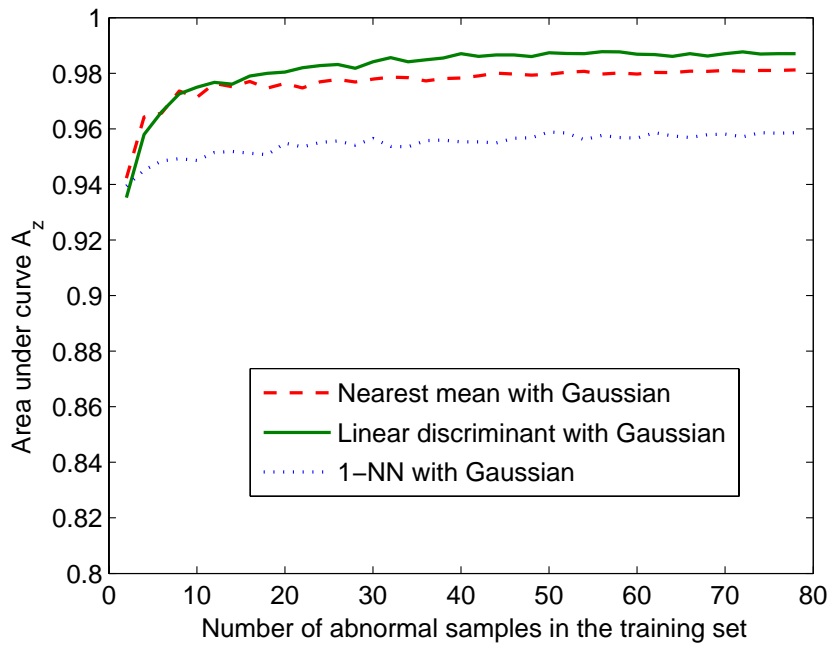 1
0.98
0.96
0.94
0.92
0.9
0.88
0.86
0.84
0.82
0.8
Area under curve A_z
Nearest mean with Gaussian
Linear discriminant with Gaussian
1−NN with Gaussian
0 10 20 30 40 50 60 70 80
Number of abnormal samples in the training set